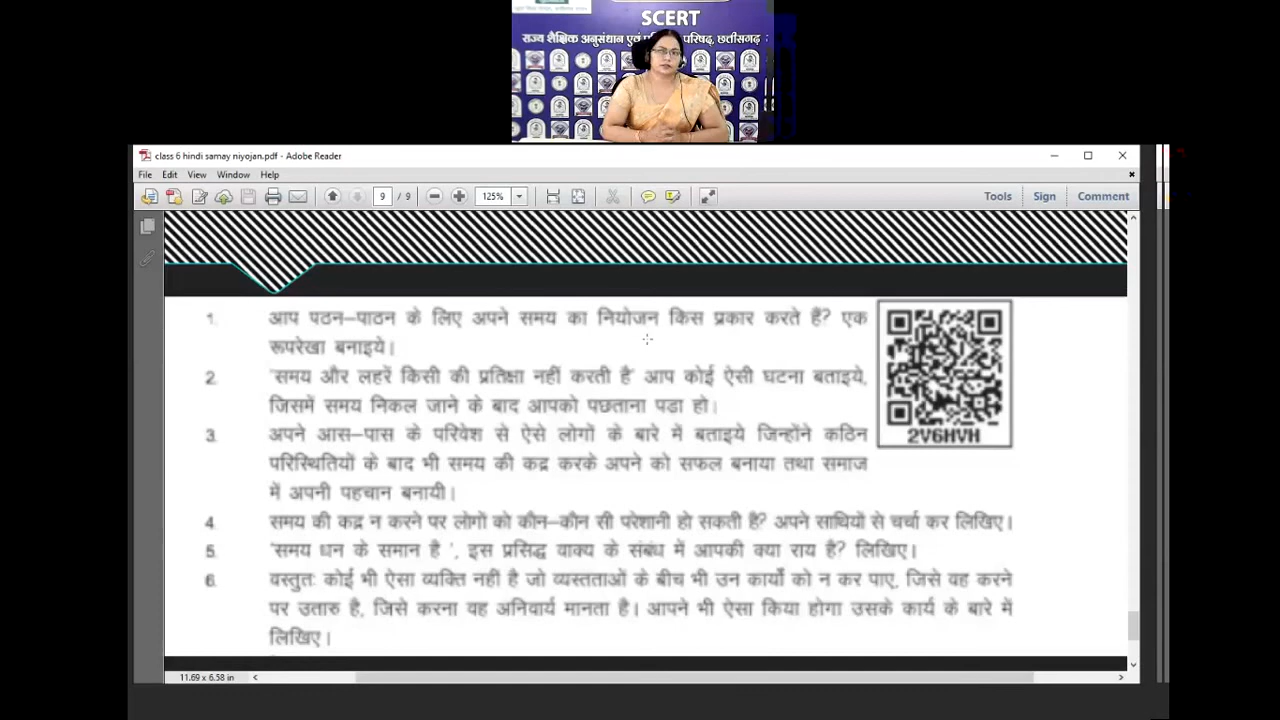 SCERT
राज्य शैक्षिक अनुसंधान एवं परिषद्, छत्तीसगढ़
class 6 hindi samay niyojan.pdf - Adobe Reader
File Edit View Window Help
9 / 9 125% Tools Sign Comment
1. आप पठन–पाठन के लिए अपने समय का नियोजन किस प्रकार करते हैं? एक
रूपरेखा बनाइये।
2. 'समय और लहरें किसी की प्रतिक्षा नहीं करती है' आप कोई ऐसी घटना बताइये,
जिसमें समय निकल जाने के बाद आपको पछताना पड़ा हो।
3. अपने आस–पास के परिवेश से ऐसे लोगों के बारे में बताइये जिन्होंने कठिन
परिस्थितियों के बाद भी समय की कद्र करके अपने को सफल बनाया तथा समाज
में अपनी पहचान बनायी।
2V6HVH
4. समय की कद्र न करने पर लोगों को कौन–कौन सी परेशानी हो सकती है? अपने साथियों से चर्चा कर लिखिए।
5. 'समय धन के समान है ', इस प्रसिद्ध वाक्य के संबंध में आपकी क्या राय है? लिखिए।
6. वस्तुतः कोई भी ऐसा व्यक्ति नहीं है जो व्यस्तताओं के बीच भी उन कार्यों को न कर पाए, जिसे वह करने
पर उतारु है, जिसे करना वह अनिवार्य मानता है। आपने भी ऐसा किया होगा उसके कार्य के बारे में
लिखिए।
11.69 x 6.58 in